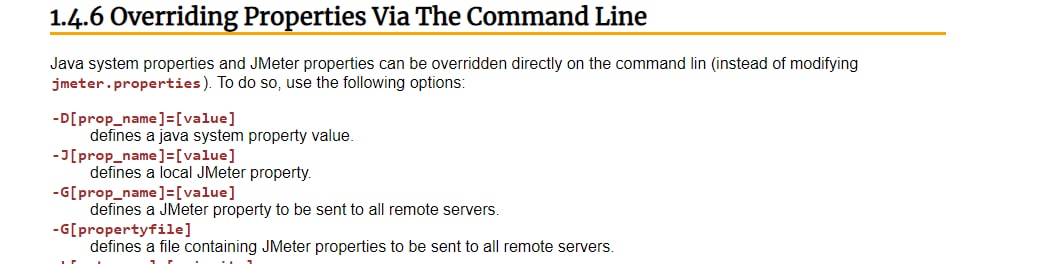 1.4.6 Overriding Properties Via The Command Line
Java system properties and JMeter properties can be overridden directly on the command lin (instead of modifying
jmeter.properties). To do so, use the following options:
-D[prop_name]=[value]
defines a java system property value.
-J[prop_name]=[value]
defines a local JMeter property.
-G[prop_name]=[value]
defines a JMeter property to be sent to all remote servers.
-G[propertyfile]
defines a file containing JMeter properties to be sent to all remote servers.